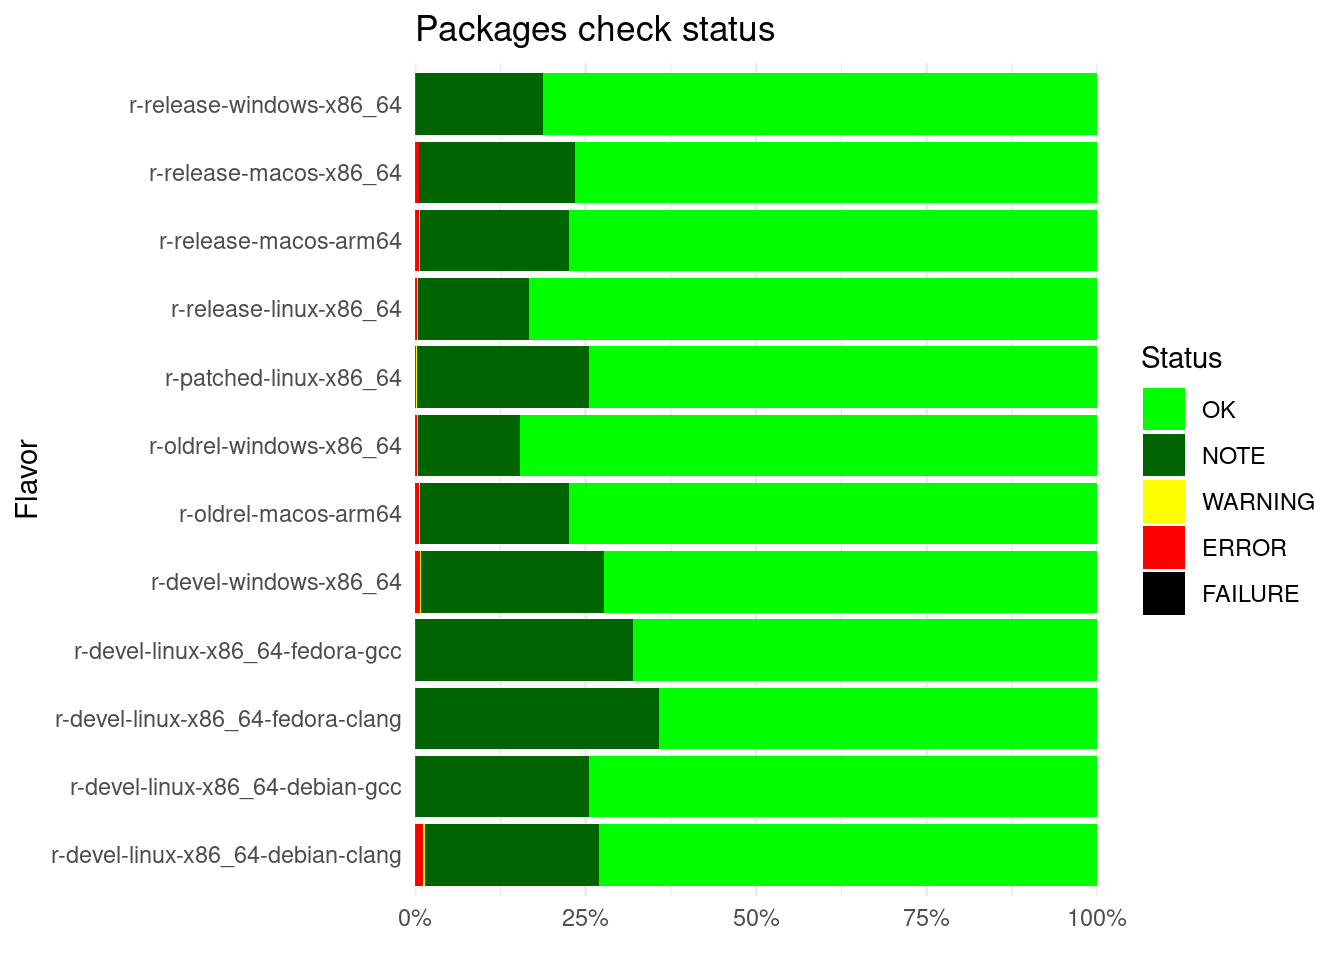 Packages check status
Flavor
r-release-windows-x86_64
r-release-macos-x86_64
r-release-macos-arm64
r-release-linux-x86_64
r-patched-linux-x86_64
r-oldrel-windows-x86_64
r-oldrel-macos-arm64
r-devel-windows-x86_64
r-devel-linux-x86_64-fedora-gcc
r-devel-linux-x86_64-fedora-clang
r-devel-linux-x86_64-debian-gcc
r-devel-linux-x86_64-debian-clang
0% 25% 50% 75% 100%
Status
OK
NOTE
WARNING
ERROR
FAILURE